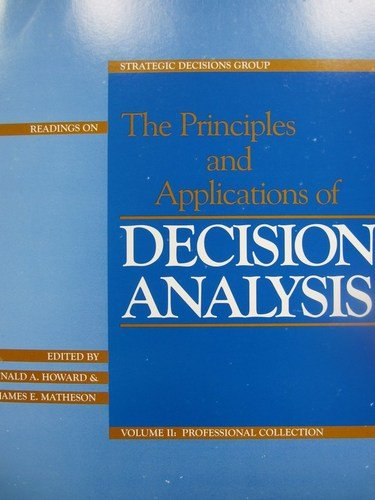 STRATEGIC DECISIONS GROUP
READINGS ON
The Principles
and
Applications of
DECISION
ANALYSIS
EDITED BY
NALD A. HOWARD &
JAMES E. MATHESON
VOLUME II: PROFESSIONAL COLLECTION